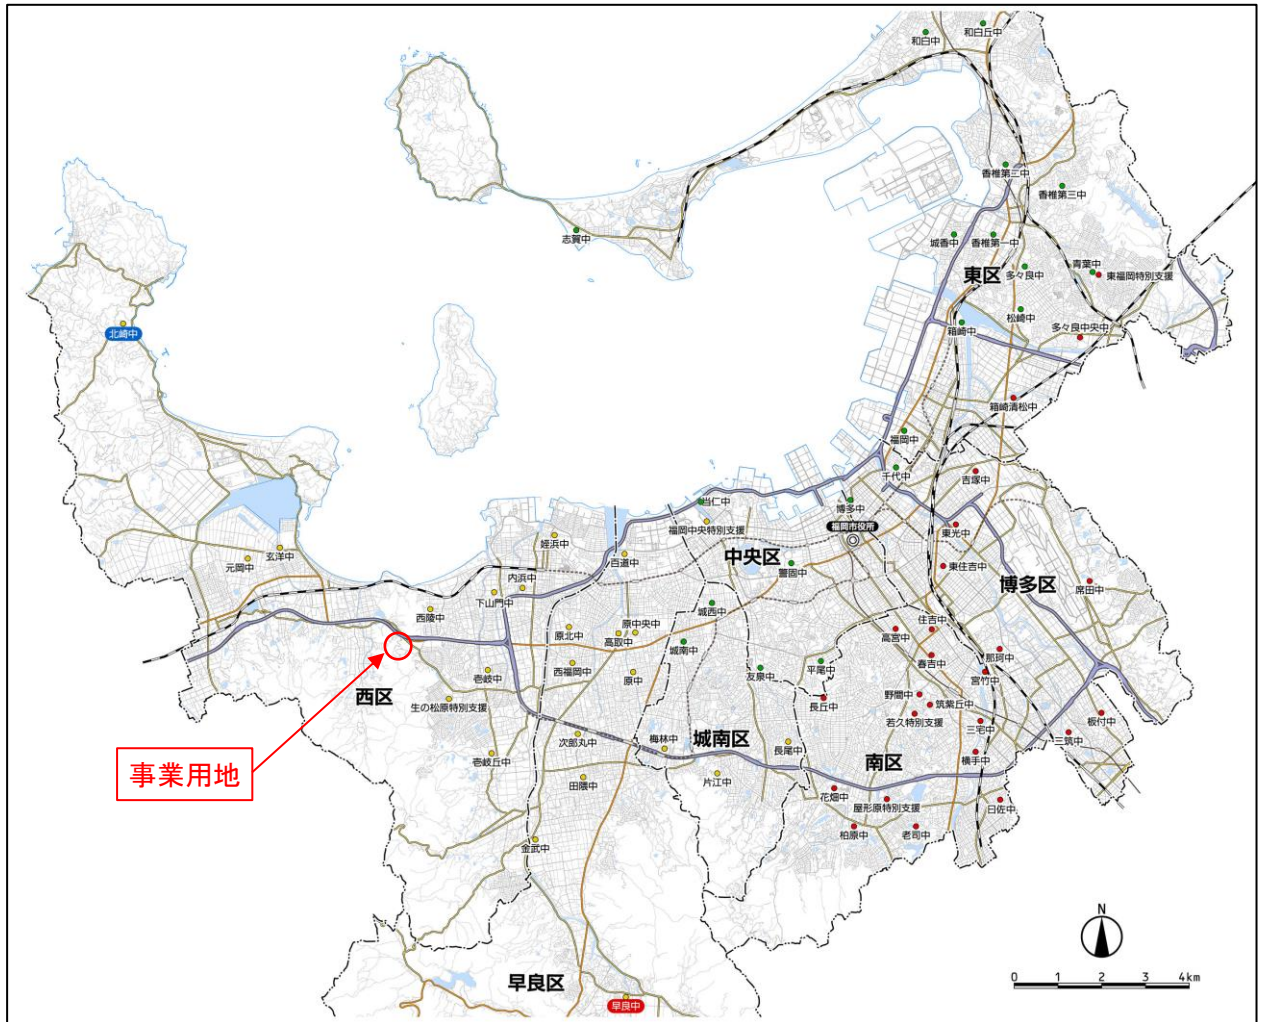 和白中
和白丘中
香椎第三中
香椎第三中
志賀中
城香中
香椎第一中
東区
多々良中
青葉中
東福岡特別支援
北崎中
箱崎中
松崎中
多々良中央中
箱崎清松中
福岡中
千代中
吉塚中
当仁中
博多中
福岡中央特別支援
福岡市役所
東光中
姪浜中
百道中
中央区
警固中
東住吉中
博多区
席田中
玄洋中
元岡中
内浜中
下山門中
西陵中
城西中
住吉中
原北中
原中央中
高取中
城南中
高宮中
春吉中
那珂中
壱岐中
西福岡中
原中
友泉中
平尾中
宮竹中
西区
生の松原特別支援
長丘中
野間中
筑紫丘中
若久特別支援
三宅中
板付中
三筑中
次郎丸中
梅林中
城南区
長尾中
事業用地
壱岐丘中
田隈中
片江中
南区
横手中
花畑中
屋形原特別支援
日佐中
柏原中
老司中
金武中
早良区
早良中
N
0 1 2 3 4km